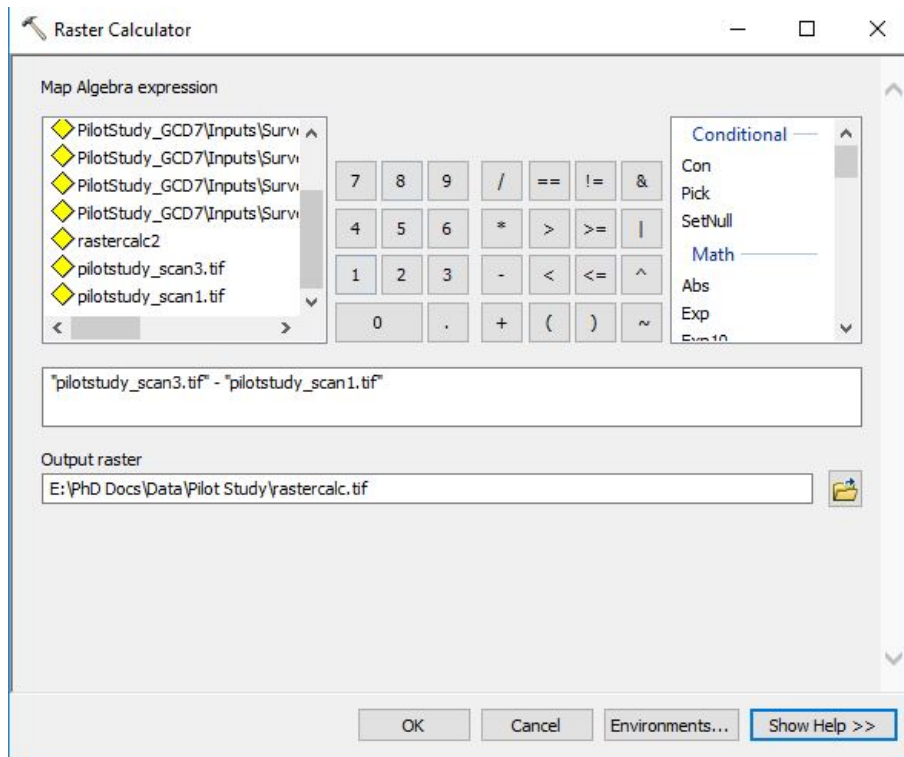 Raster Calculator
Map Algebra expression
PilotStudy_GCD7\Inputs\Surv
PilotStudy_GCD7\Inputs\Surv
PilotStudy_GCD7\Inputs\Surv
PilotStudy_GCD7\Inputs\Surv
rastercalc2
pilotstudy_scan3.tif
pilotstudy_scan1.tif
7 8 9 / == != &
4 5 6 * > >= |
1 2 3 - < <= ^
0 . + ( ) ~
Conditional
Con
Pick
SetNull
Math
Abs
Exp
Exp10
"pilotstudy_scan3.tif" - "pilotstudy_scan1.tif"
Output raster
E:\PhD Docs\Data\Pilot Study\rastercalc.tif
OK Cancel Environments... Show Help >>